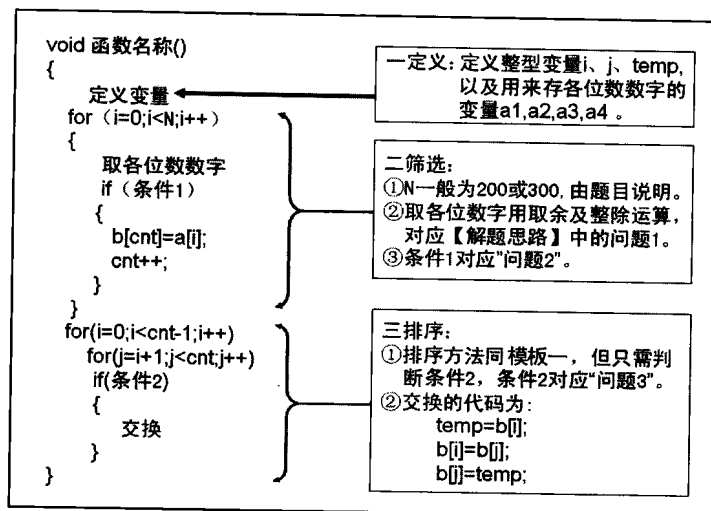 void 函数名称()
{
定义变量
for（i=0;i<N;i++）
{
取各位数数字
if（条件1）
{
b[cnt]=a[i];
cnt++;
}
}
for(i=0;i<cnt-1;i++)
for(j=i+1;j<cnt;j++)
if(条件2)
{
交换
}
}
一定义：定义整型变量i、j、temp,
以及用来存各位数数字的
变量a1,a2,a3,a4 。
二筛选：
①N一般为200或300, 由题目说明。
②取各位数字用取余及整除运算，
对应【解题思路】中的问题1。
③条件1对应"问题2"。
三排序：
①排序方法同模板一，但只需判
断条件2，条件2对应“问题3”。
②交换的代码为：
temp=b[i];
b[i]=b[j];
b[j]=temp;